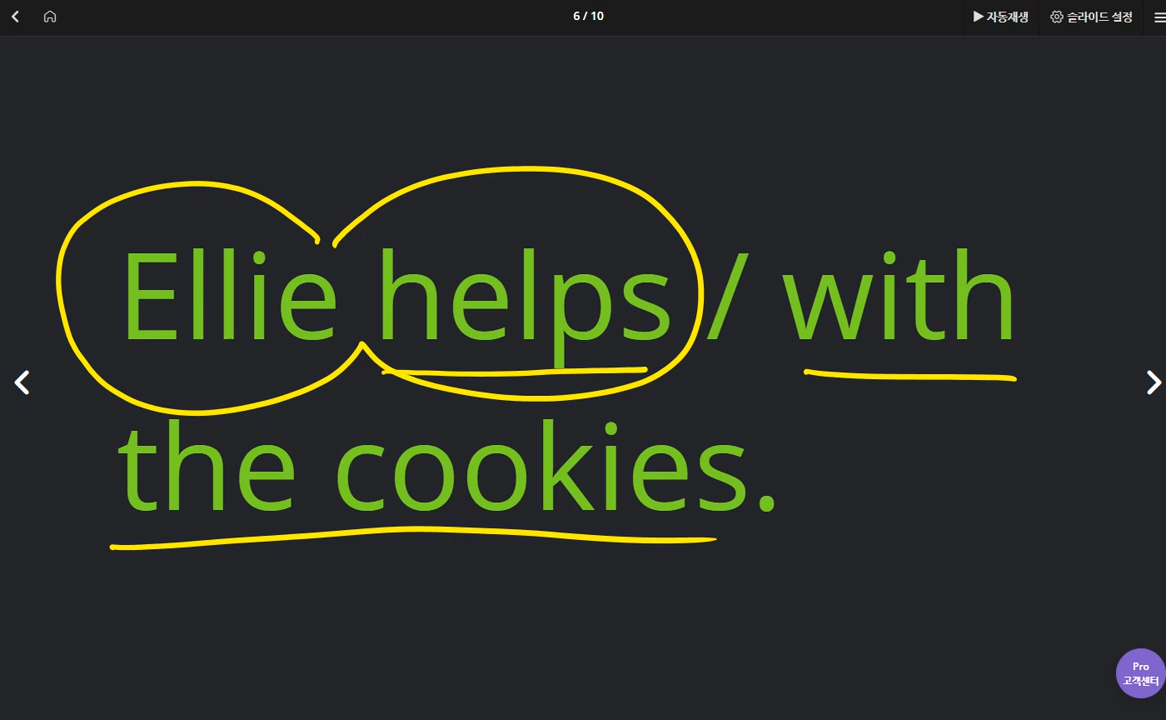 6 / 10
자동재생
슬라이드 설정
Ellie helps / with
the cookies.
Pro
고객센터